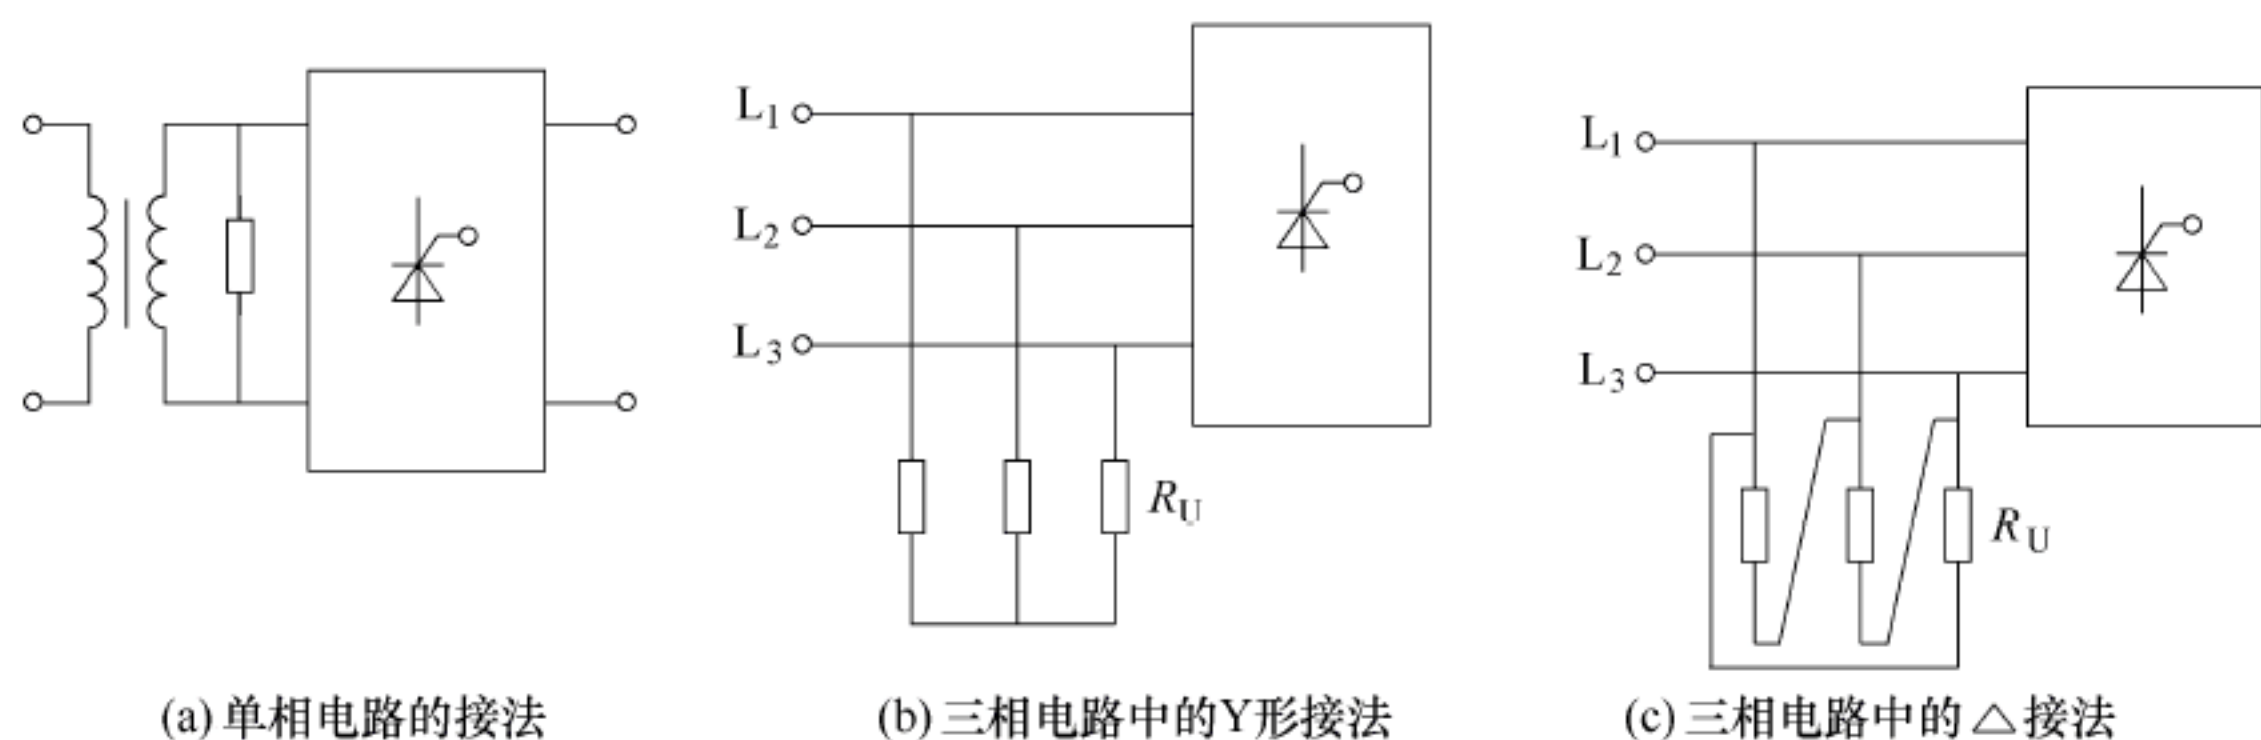 L1
L2
L3
RU
L1
L2
L3
RU
(a) 单相电路的接法
(b) 三相电路中的Y形接法
(c) 三相电路中的△接法